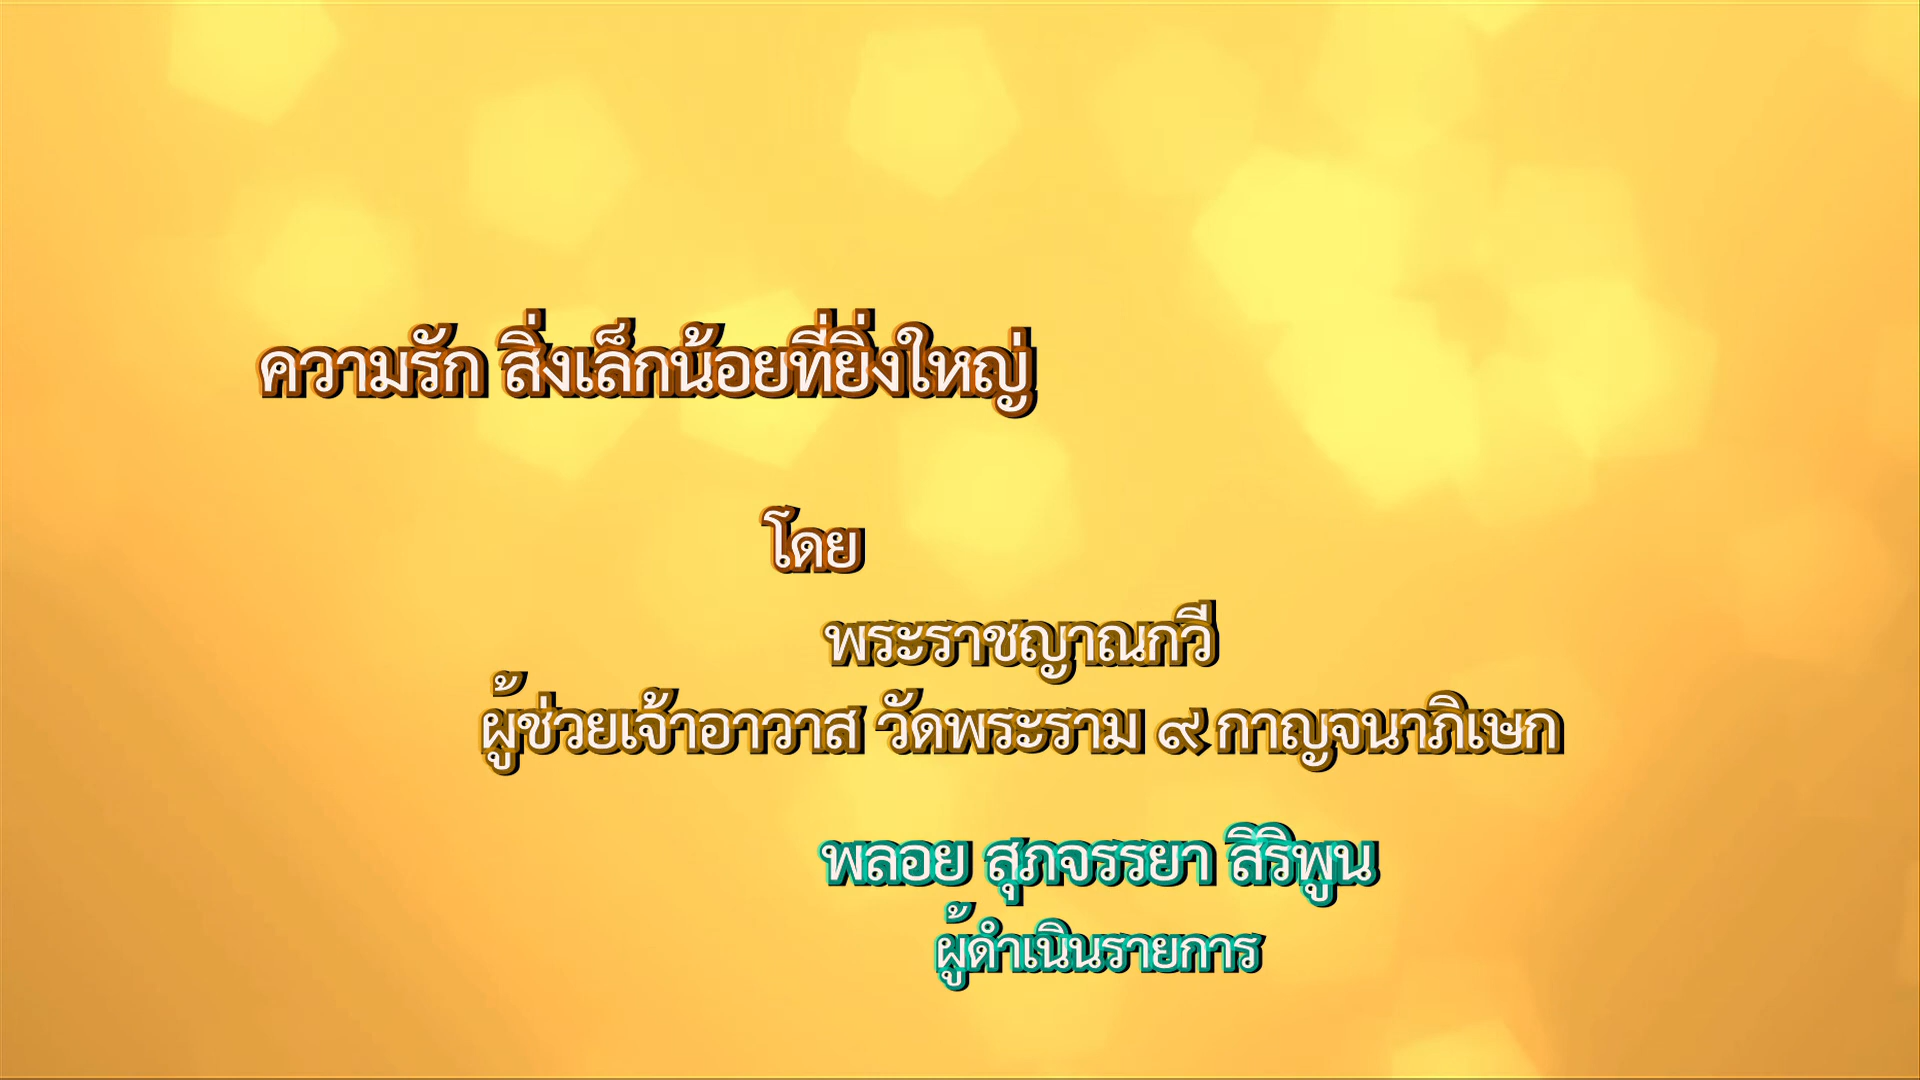 ความรัก สิ่งเล็กน้อยที่ยิ่งใหญ่
โดย
พระราชญาณกวี
ผู้ช่วยเจ้าอาวาส วัดพระราม ๙ กาญจนาภิเษก
พลอย สุภจรรยา สิริพูน
ผู้ดำเนินรายการ